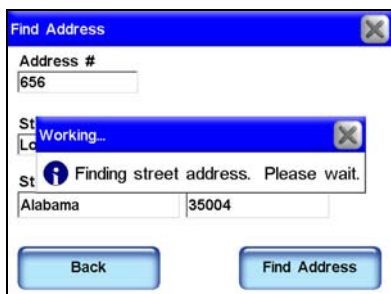 Find Address
Address #
656
St
Working...
Lo
Finding street address. Please wait.
St
Alabama 35004
Back Find Address